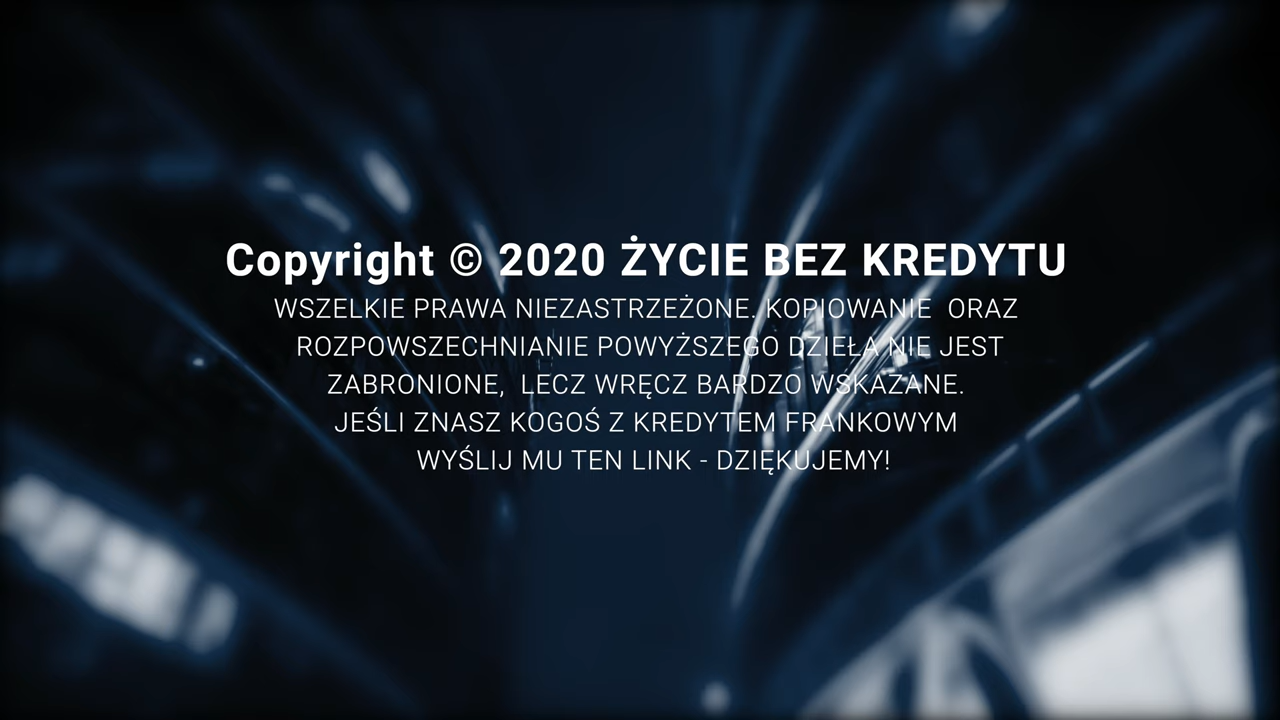 Copyright © 2020 ŻYCIE BEZ KREDYTU
WSZELKIE PRAWA NIEZASTRZEŻONE. KOPIOWANIE ORAZ
ROZPOWSZECHNIANIE POWYŻSZEGO DZIEŁA NIE JEST
ZABRONIONE, LECZ WRĘCZ BARDZO WSKAZANE.
JEŚLI ZNASZ KOGOŚ Z KREDYTEM FRANKOWYM
WYŚLIJ MU TEN LINK - DZIĘKUJEMY!